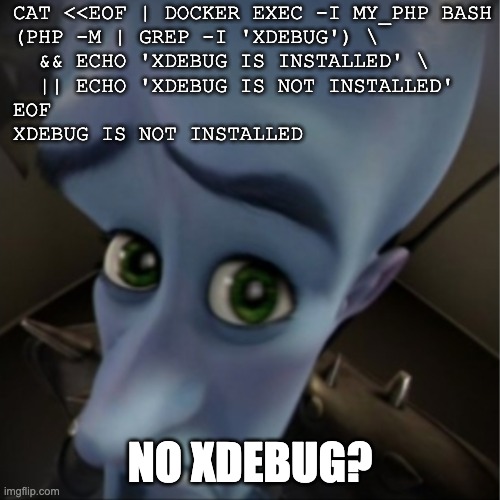 CAT <<EOF | DOCKER EXEC -I MY_PHP BASH
(PHP -M | GREP -I 'XDEBUG') \
  && ECHO 'XDEBUG IS INSTALLED' \
  || ECHO 'XDEBUG IS NOT INSTALLED'
EOF
XDEBUG IS NOT INSTALLED
NO XDEBUG?
imgflip.com